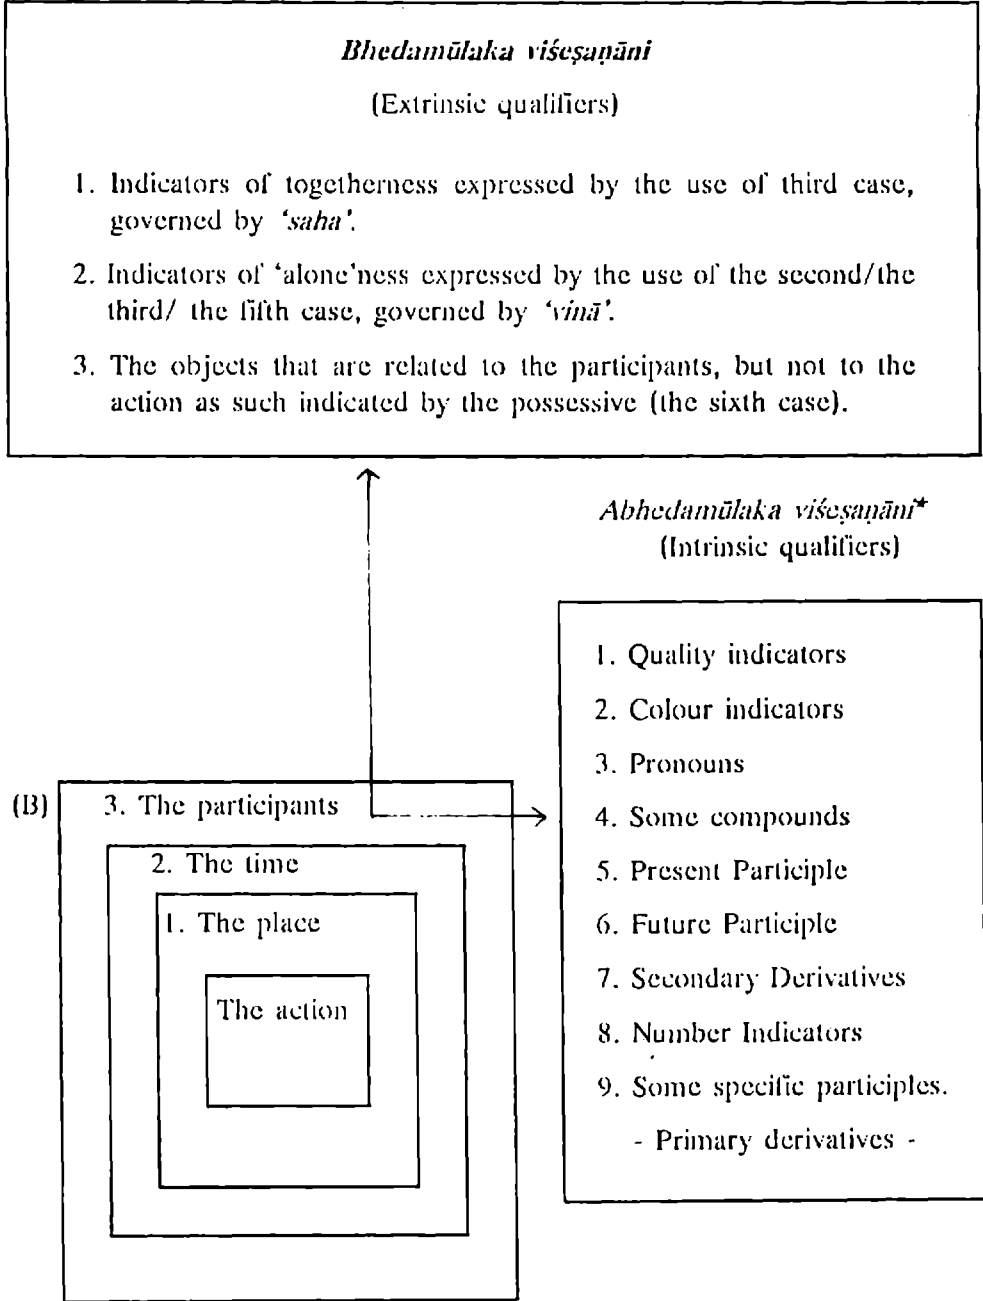 Bhedamūlaka viśeṣaṇāni
(Extrinsic qualifiers)
1. Indicators of togetherness expressed by the use of third case,
governed by ‘saha’.
2. Indicators of ‘alone’ness expressed by the use of the second/the
third/ the fifth case, governed by ‘vinā’.
3. The objects that are related to the participants, but not to the
action as such indicated by the possessive (the sixth case).
Abhedamūlaka viśeṣaṇāni*
(Intrinsic qualifiers)
1. Quality indicators
2. Colour indicators
3. Pronouns
4. Some compounds
5. Present Participle
6. Future Participle
7. Secondary Derivatives
8. Number Indicators
9. Some specific participles.
- Primary derivatives -
(B)
3. The participants
2. The time
1. The place
The action